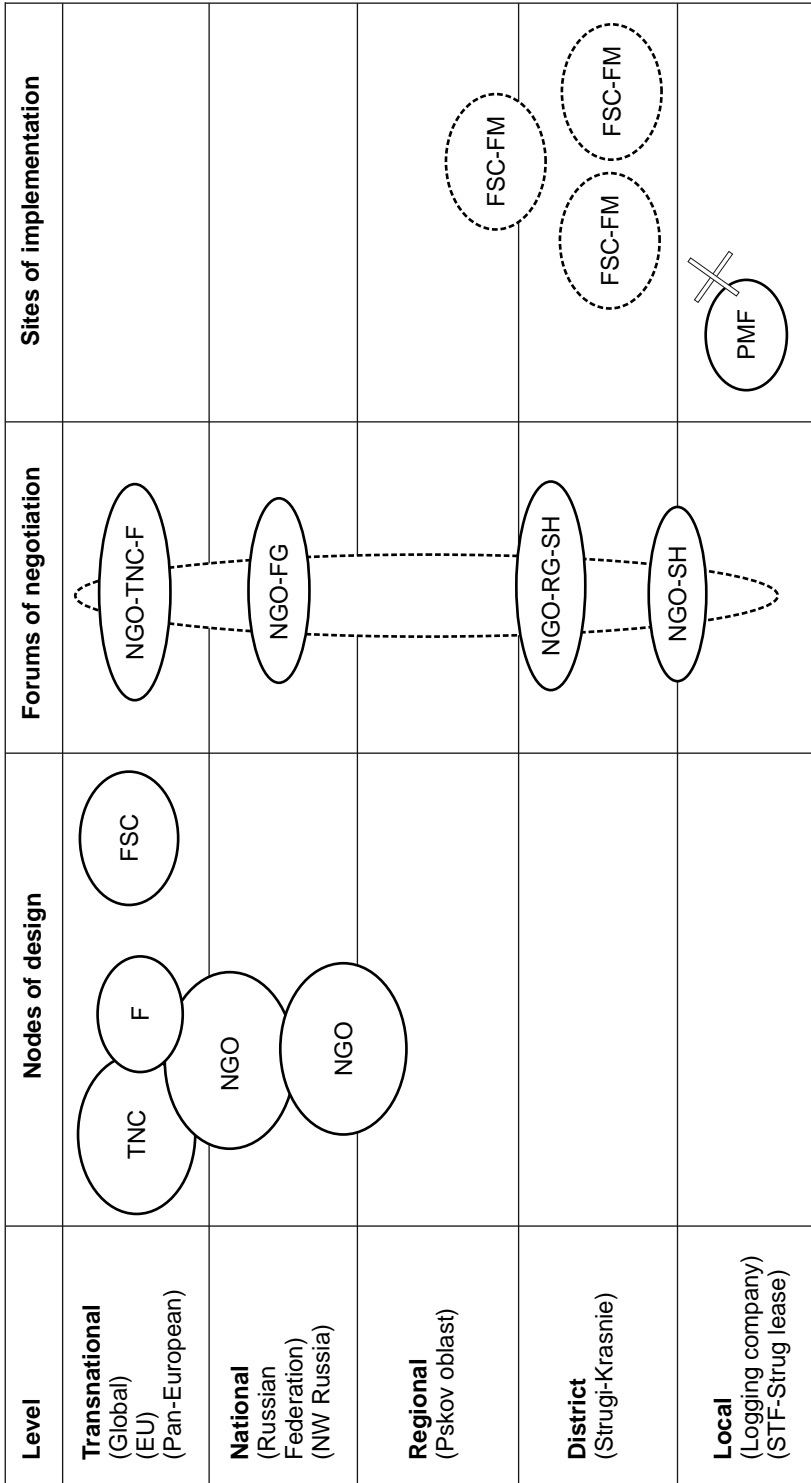 Level
Nodes of design
Forums of negotiation
Sites of implementation
Transnational
(Global)
(EU)
(Pan-European)
TNC
F
FSC
NGO-TNC-F
National
(Russian
Federation)
(NW Russia)
NGO
NGO
NGO-FG
Regional
(Pskov oblast)
FSC-FM
District
(Strugi-Krasnie)
NGO-RG-SH
FSC-FM
FSC-FM
Local
(Logging company)
(STF-Strug lease)
NGO-SH
PMF